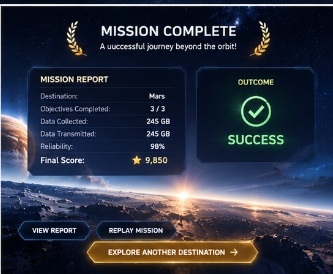 MISSION COMPLETE
A uuccessful journey beyond the orbit!
MISSION REPORT
Destination: Mars
Objectives Completed: 3 / 3
Data Collected: 245 GB
Data Transmitted: 245 GB
Reliability: 98%
Final Score: ★ 9,850
OUTCOME
SUCCESS
VIEW REPORT
REPLAY MISSION
EXPLORE ANOTHER DESTINATION →